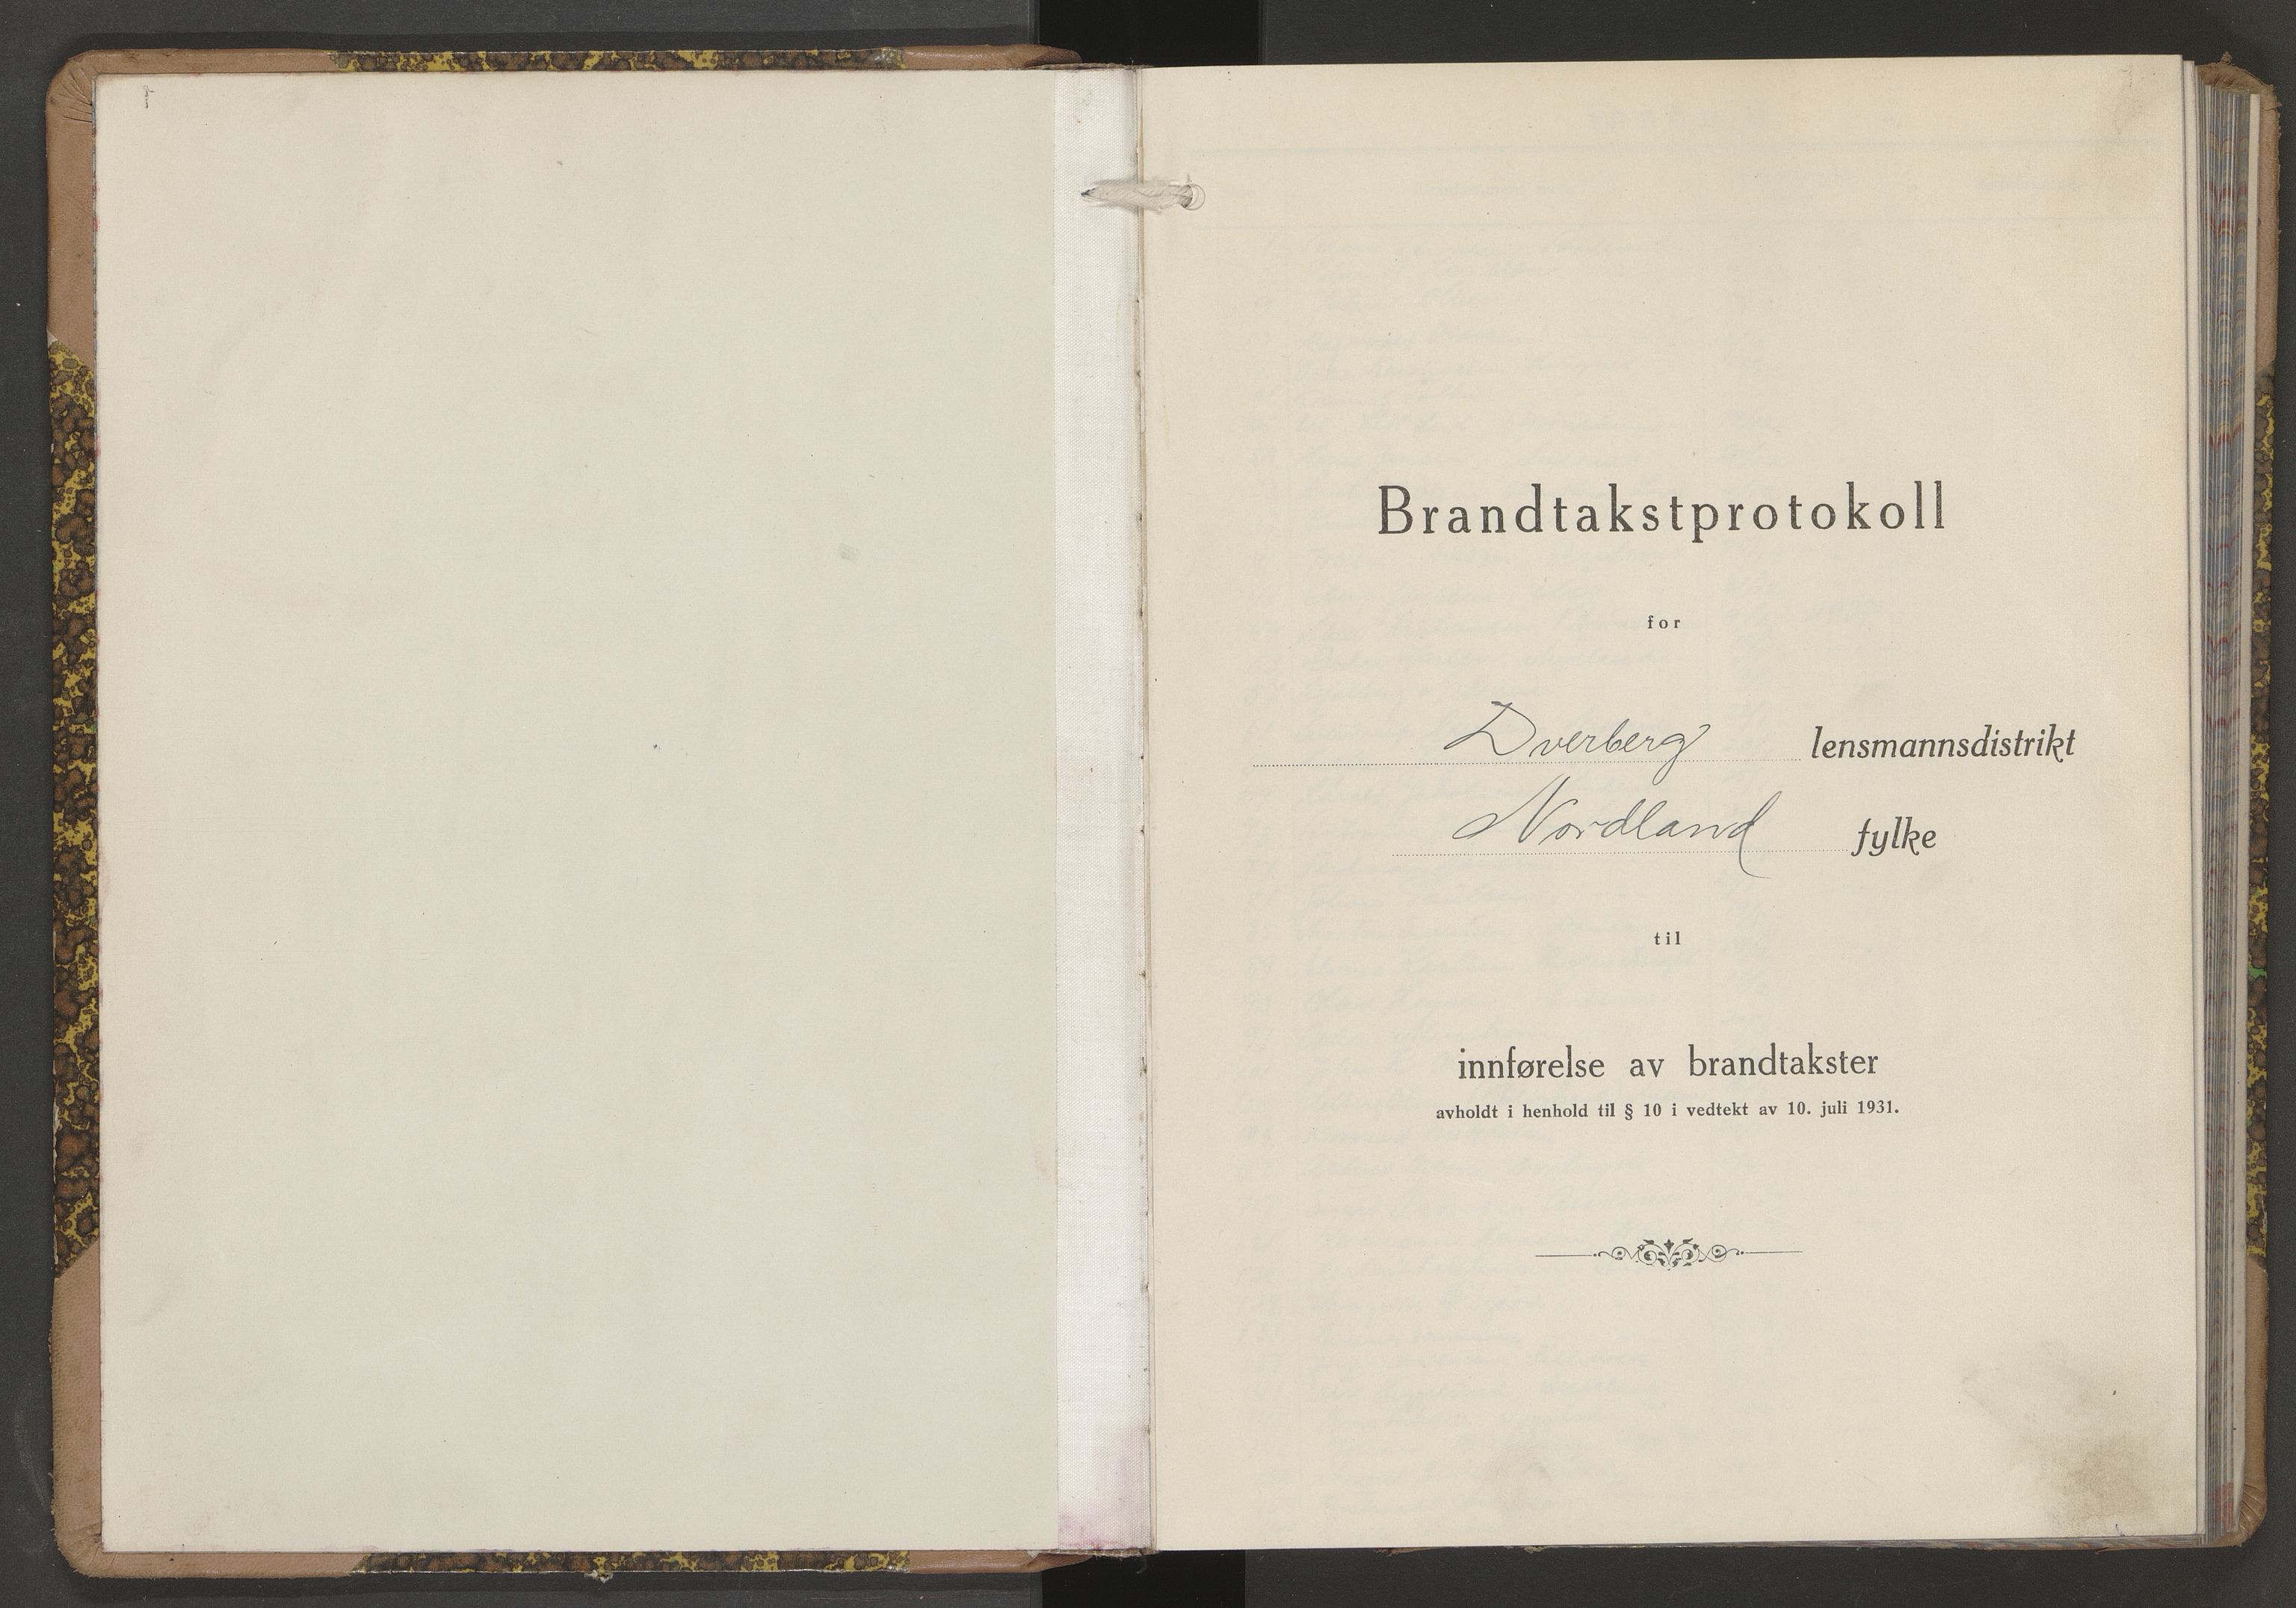 Brandtakstprotokoll
for
Dverberg lensmannsdistrikt
Nordland fylke
til
innførelse av brandtakster
avholdt i henhold til § 10 i vedtekt av 10. juli 1931.